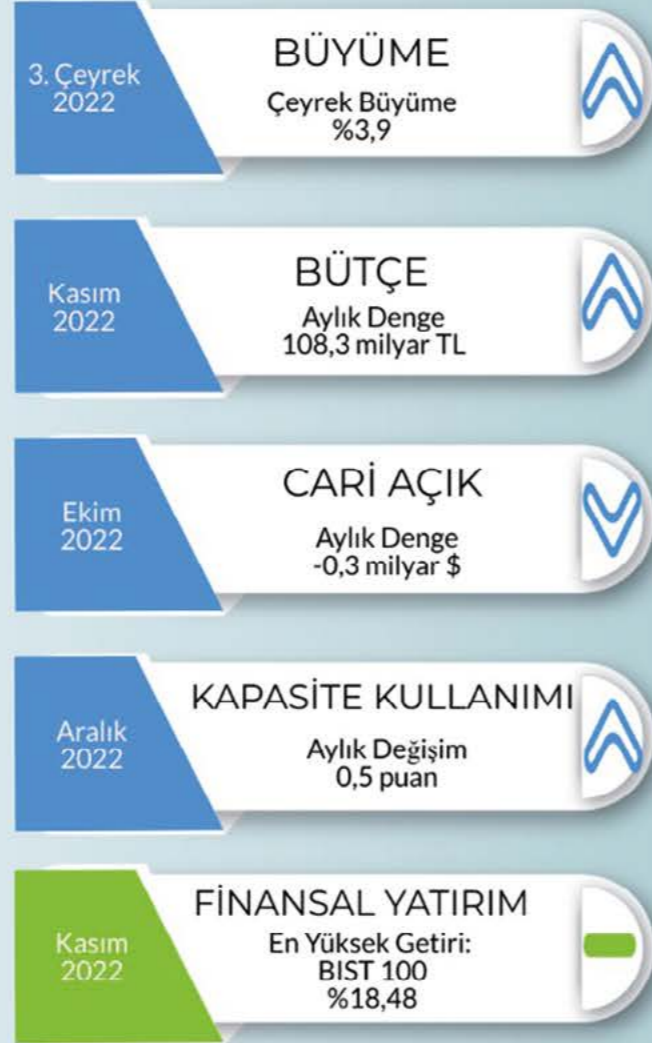 3. Çeyrek
2022
BÜYÜME
Çeyrek Büyüme
%3,9
Kasım
2022
BÜTÇE
Aylık Denge
108,3 milyar TL
Ekim
2022
CARİ AÇIK
Aylık Denge
-0,3 milyar $
Aralık
2022
KAPASİTE KULLANIMI
Aylık Değişim
0,5 puan
Kasım
2022
FİNANSAL YATIRIM
En Yüksek Getiri:
BIST 100
%18,48